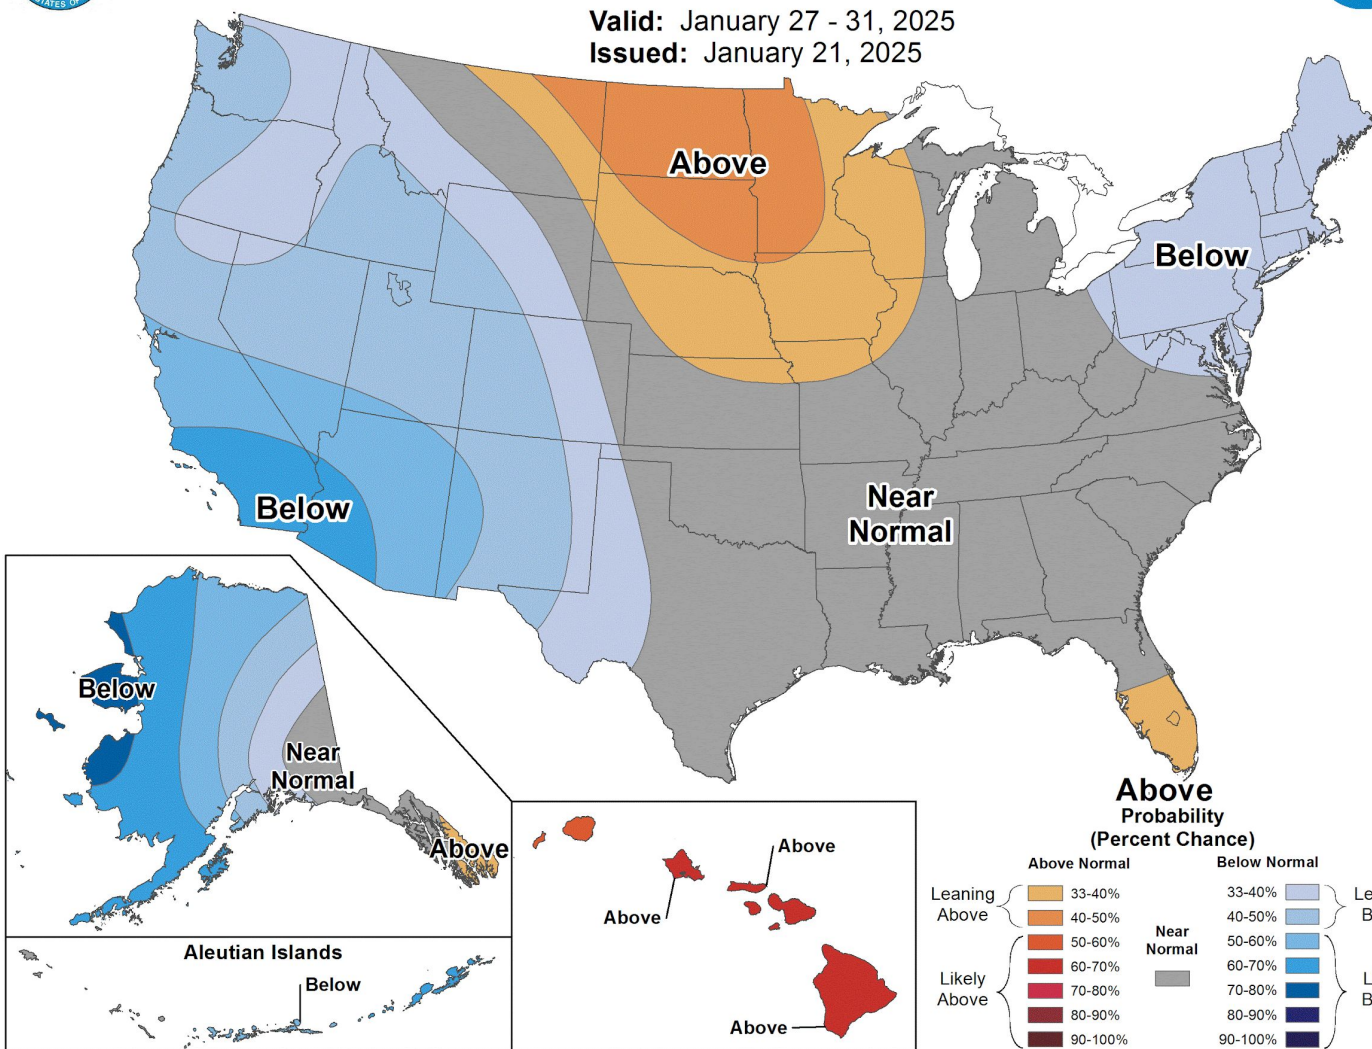 STATES OF
Valid: January 27 - 31, 2025
Issued: January 21, 2025
Above
Below
Below
Near
Normal
Below
Near
Normal
Above
Aleutian Islands
Below
Above
Above
Above
Above
Probability
(Percent Chance)
Above Normal
Below Normal
Leaning
Above
33-40%
40-50%
Likely
Above
50-60%
60-70%
70-80%
80-90%
90-100%
Near
Normal
33-40%
40-50%
50-60%
60-70%
70-80%
80-90%
90-100%
Le
B
L
B